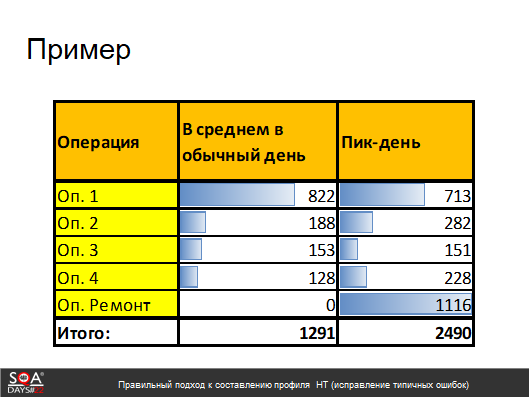 Пример
Операция	В среднем в обычный день	Пик-день
Оп. 1	822	713
Оп. 2	188	282
Оп. 3	153	151
Оп. 4	128	228
Оп. Ремонт	0	1116
Итого:	1291	2490
SQA
DAYS#22
Правильный подход к составлению профиля НТ (исправление типичных ошибок)